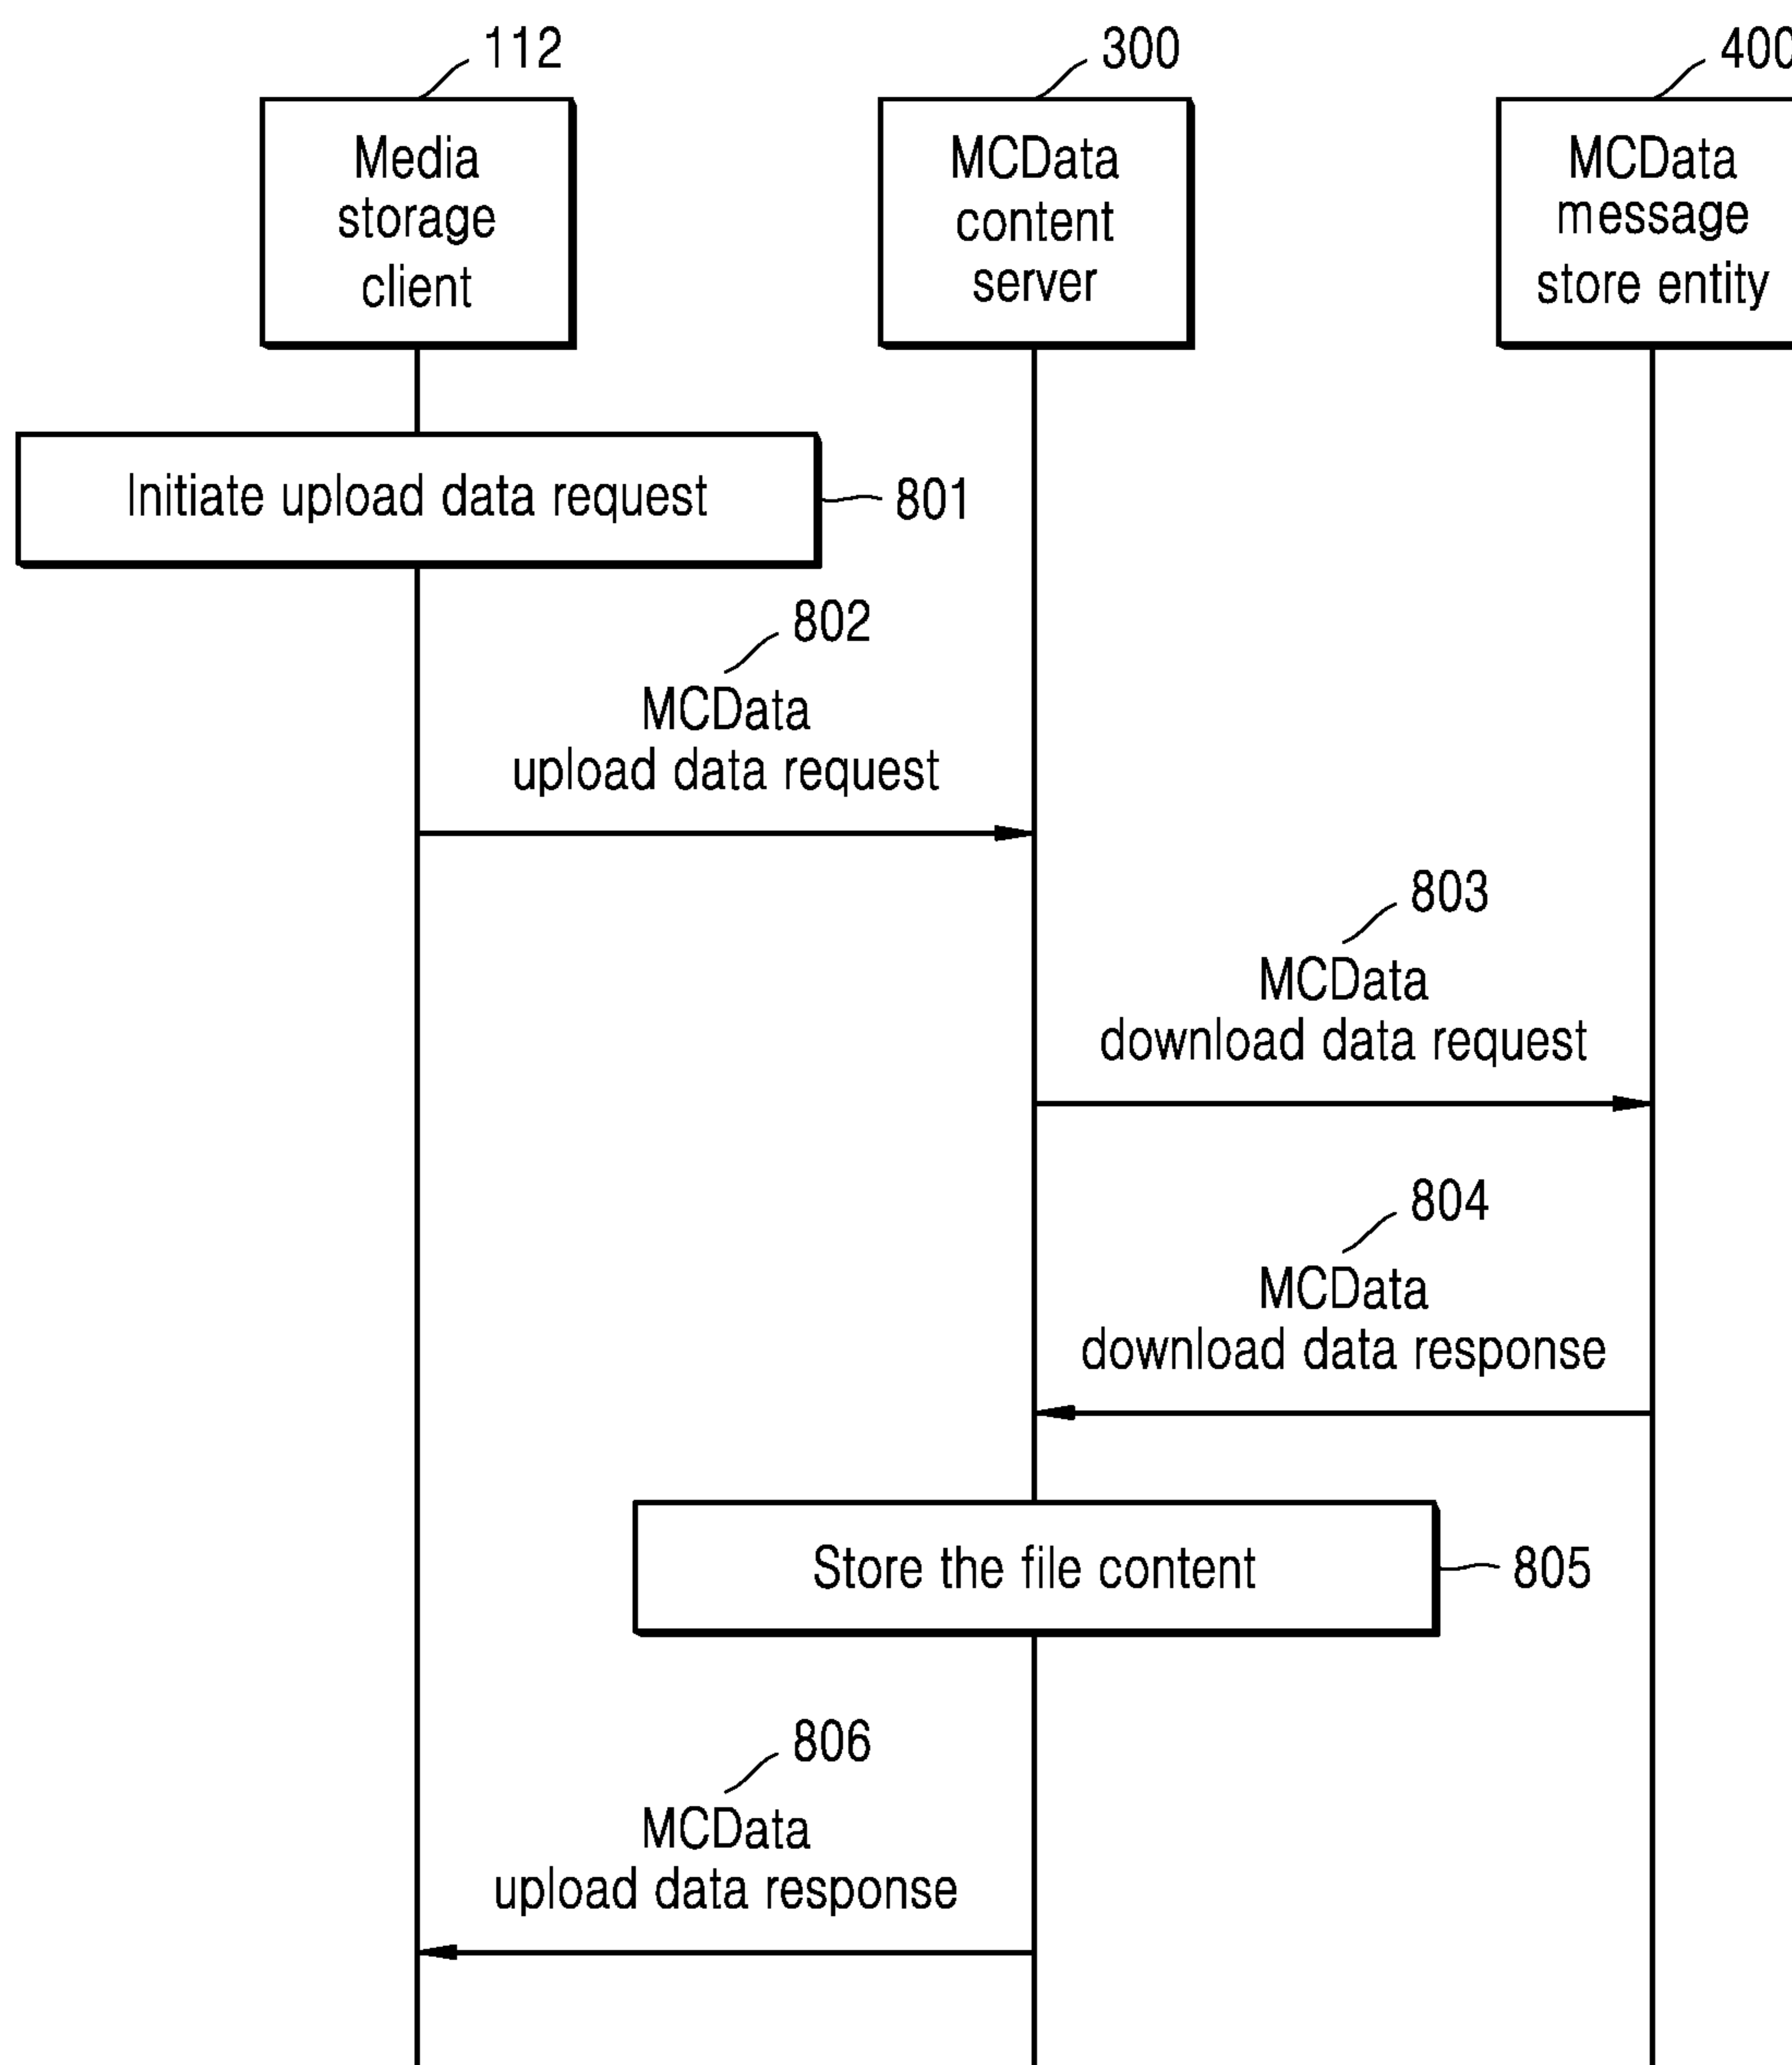 112
300
400
Media
storage
client
MCData
content
server
MCData
message
store entity
Initiate upload data request
801
802
MCData
upload data request
803
MCData
download data request
804
MCData
download data response
Store the file content
805
806
MCData
upload data response